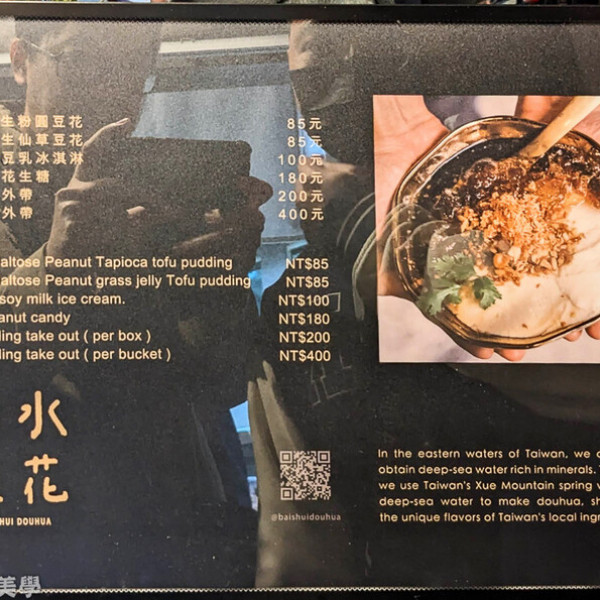 生粉圓豆花 85元
生仙草豆花 85元
豆乳冰淇淋 100元
花生糖 180元
外帶 200元
外帶 400元
altose Peanut Tapioca tofu pudding NT$85
altose Peanut grass jelly Tofu pudding NT$85
soy milk ice cream. NT$100
anut candy NT$180
ling take out ( per box ) NT$200
ling take out ( per bucket ) NT$400
水
花
HUI DOUHUA
@baishuidouhua
In the eastern waters of Taiwan, we
obtain deep-sea water rich in minerals.
we use Taiwan's Xue Mountain spring
deep-sea water to make douhua, sh
the unique flavors of Taiwan's local ingr
美學